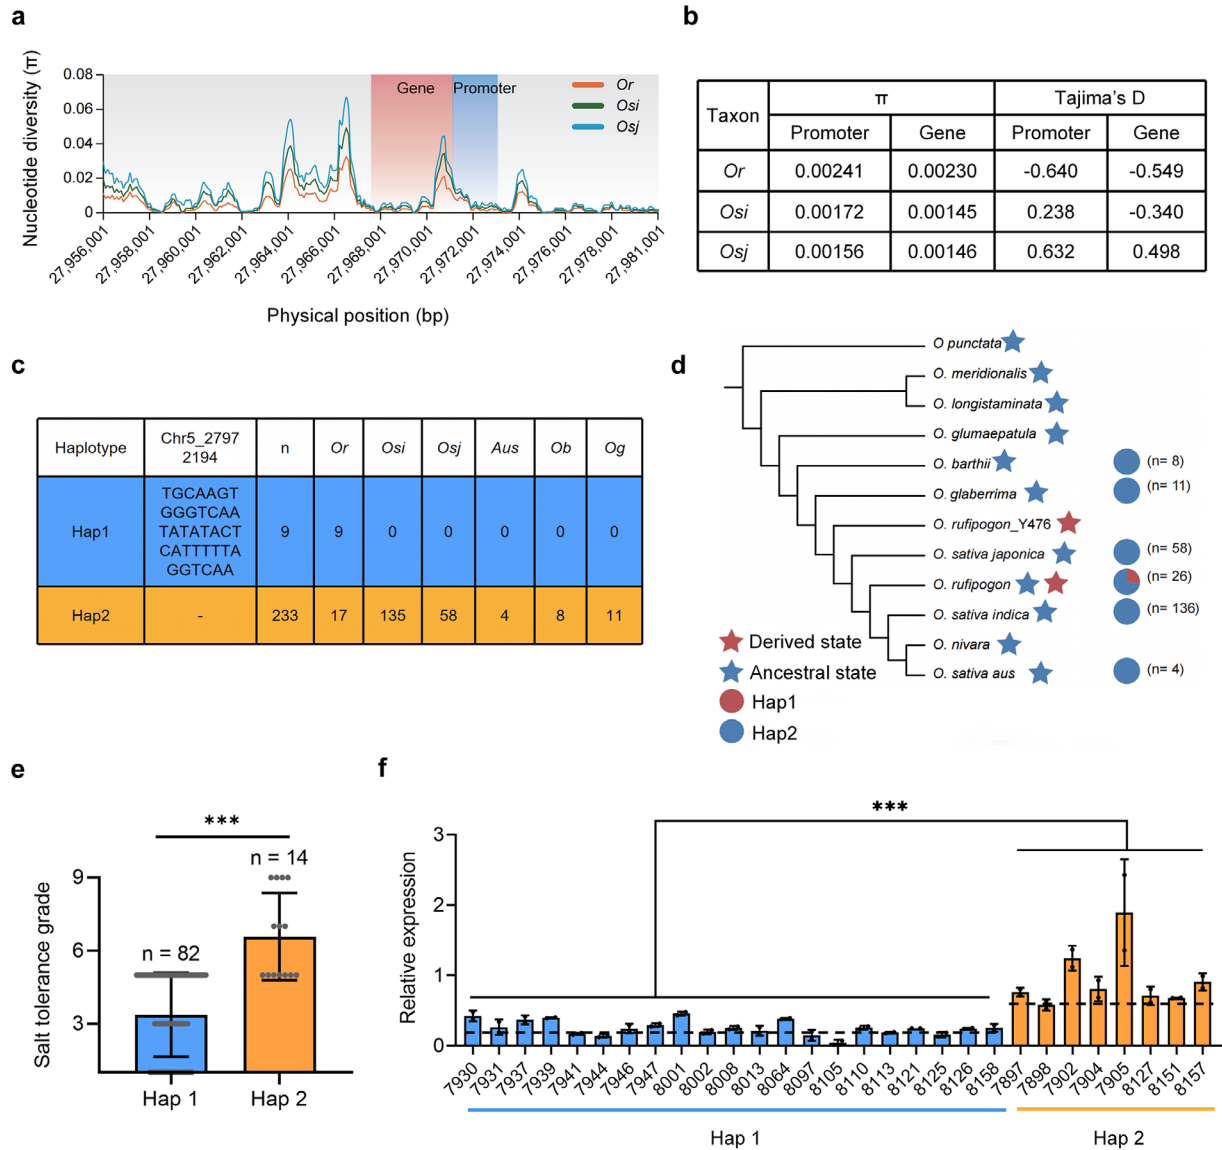 a
Nucleotide diversity (π)
0.08
0.06
0.04
0.02
0
Gene
Promoter
Or
Osi
Osj
27,956,001
27,958,001
27,960,001
27,962,001
27,964,001
27,966,001
27,968,001
27,970,001
27,972,001
27,974,001
27,976,001
27,978,001
27,981,001
Physical position (bp)
b
Taxon π Tajima's D
Promoter Gene Promoter Gene
Or 0.00241 0.00230 -0.640 -0.549
Osi 0.00172 0.00145 0.238 -0.340
Osj 0.00156 0.00146 0.632 0.498
c
Haplotype Chr5_2797 2194 n Or Osi Osj Aus Ob Og
Hap1 TGCAAGT 9 9 0 0 0 0 0
GGGTCAA
TATATACT
CATTTTTA
GGTCAA
Hap2 - 233 17 135 58 4 8 11
d
O punctata
O. meridionalis
O. longistaminata
O. glumaepatula
O. barthii (n= 8)
O. glaberrima (n= 11)
O. rufipogon_Y476
O. sativa japonica (n= 58)
O. rufipogon (n= 26)
O. sativa indica (n= 136)
O. nivara
O. sativa aus (n= 4)
Derived state
Ancestral state
Hap1
Hap2
e
Salt tolerance grade
9
6
3
***
n = 82
n = 14
Hap 1
Hap 2
f
Relative expression
3
2
1
0
***
7930
7931
7937
7939
7941
7944
7946
7947
8001
8002
8008
8013
8064
8097
8105
8110
8113
8121
8125
8126
8158
7897
7898
7902
7904
7905
8127
8151
8157
Hap 1
Hap 2